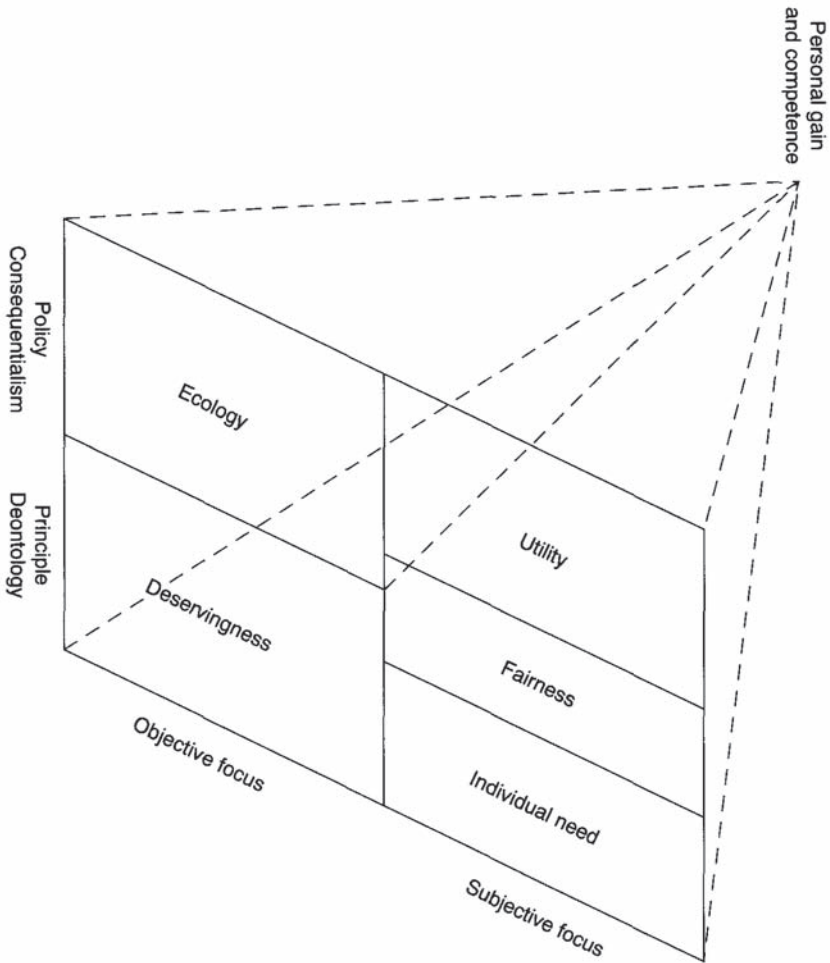 Personal gain
and competence
Policy
Consequentialism
Principle
Deontology
Ecology
Utility
Deservingness
Fairness
Individual need
Objective focus
Subjective focus